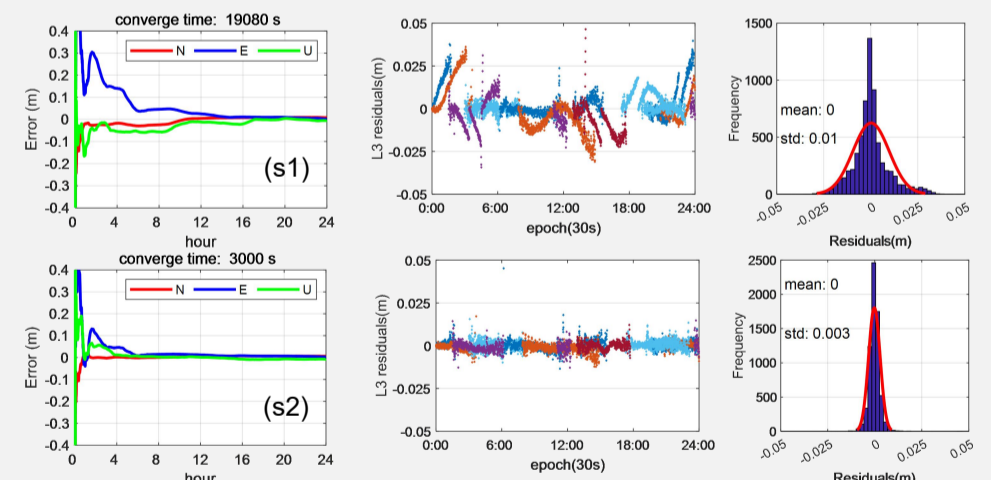 converge time: 19080 s
0.4
0.3
0.2
0.1
0
-0.1
-0.2
-0.3
-0.4
N E U
(s1)
0 4 8 12 16 20 24
hour
Error (m)
0.05
0.025
0
-0.025
-0.05
0:00 6:00 12:00 18:00 24:00
epoch(30s)
L3 residuals(m)
1500
1000
500
0
mean: 0
std: 0.01
-0.05 -0.025 0 0.025 0.05
Residuals(m)
Frequency
converge time: 3000 s
0.4
0.3
0.2
0.1
0
-0.1
-0.2
-0.3
-0.4
N E U
(s2)
0 4 8 12 16 20 24
hour
Error (m)
0.05
0.025
0
-0.025
-0.05
0:00 6:00 12:00 18:00 24:00
epoch(30s)
L3 residuals(m)
2500
2000
1500
1000
500
0
mean: 0
std: 0.003
-0.05 -0.025 0 0.025 0.05
Residuals(m)
Frequency